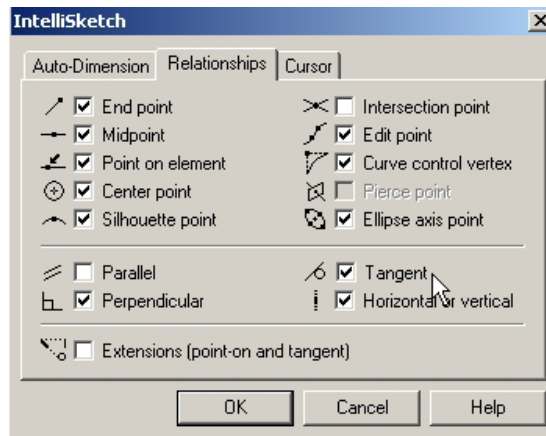 IntelliSketch
Auto-Dimension Relationships Cursor
End point
Intersection point
Midpoint
Edit point
Point on element
Curve control vertex
Center point
Pierce point
Silhouette point
Ellipse axis point
Parallel
Tangent
Perpendicular
Horizontal or vertical
Extensions (point-on and tangent)
OK Cancel Help